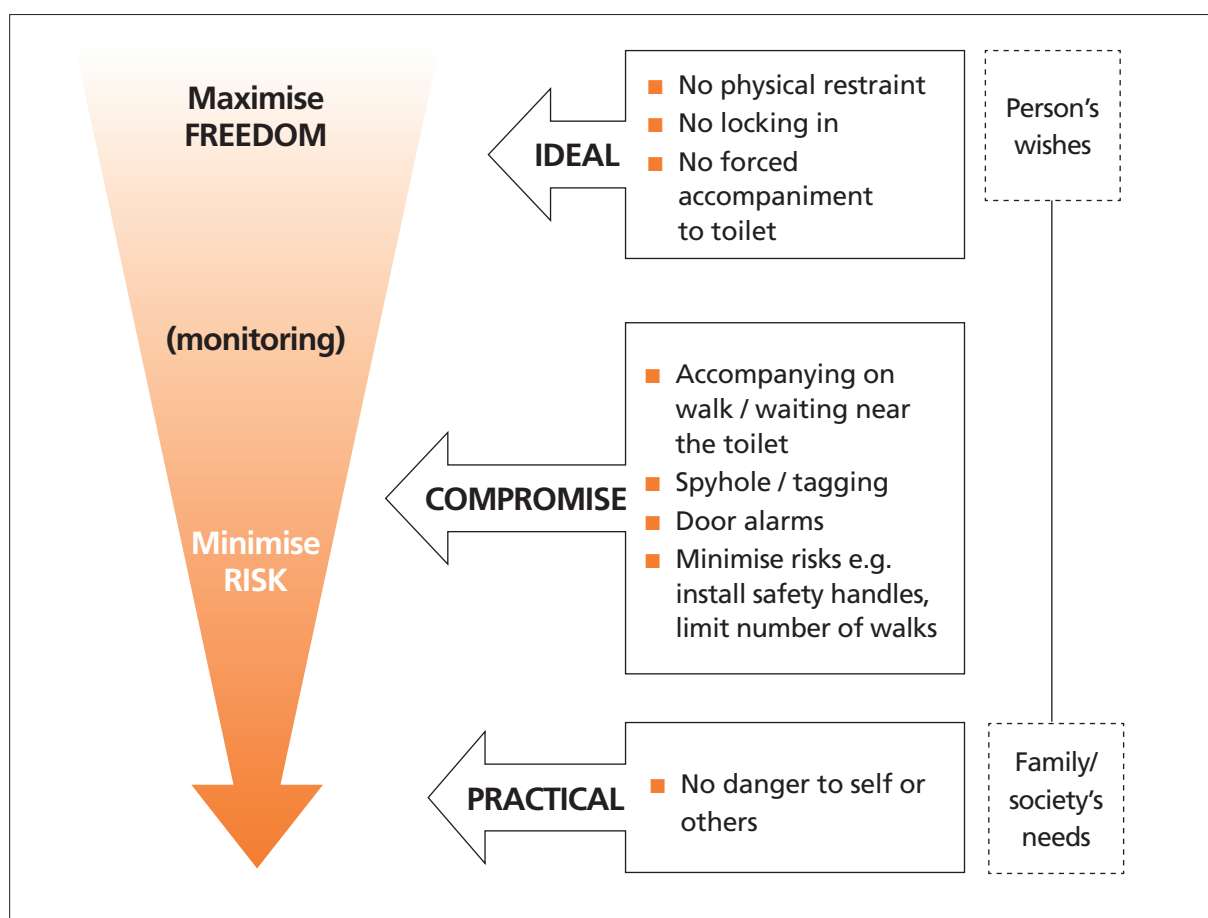 Maximise
FREEDOM
IDEAL
■ No physical restraint
■ No locking in
■ No forced
accompaniment
to toilet
Person’s
wishes
(monitoring)
COMPROMISE
■ Accompanying on
walk / waiting near
the toilet
■ Spyhole / tagging
■ Door alarms
■ Minimise risks e.g.
install safety handles,
limit number of walks
Minimise
RISK
PRACTICAL
■ No danger to self or
others
Family/
society’s
needs